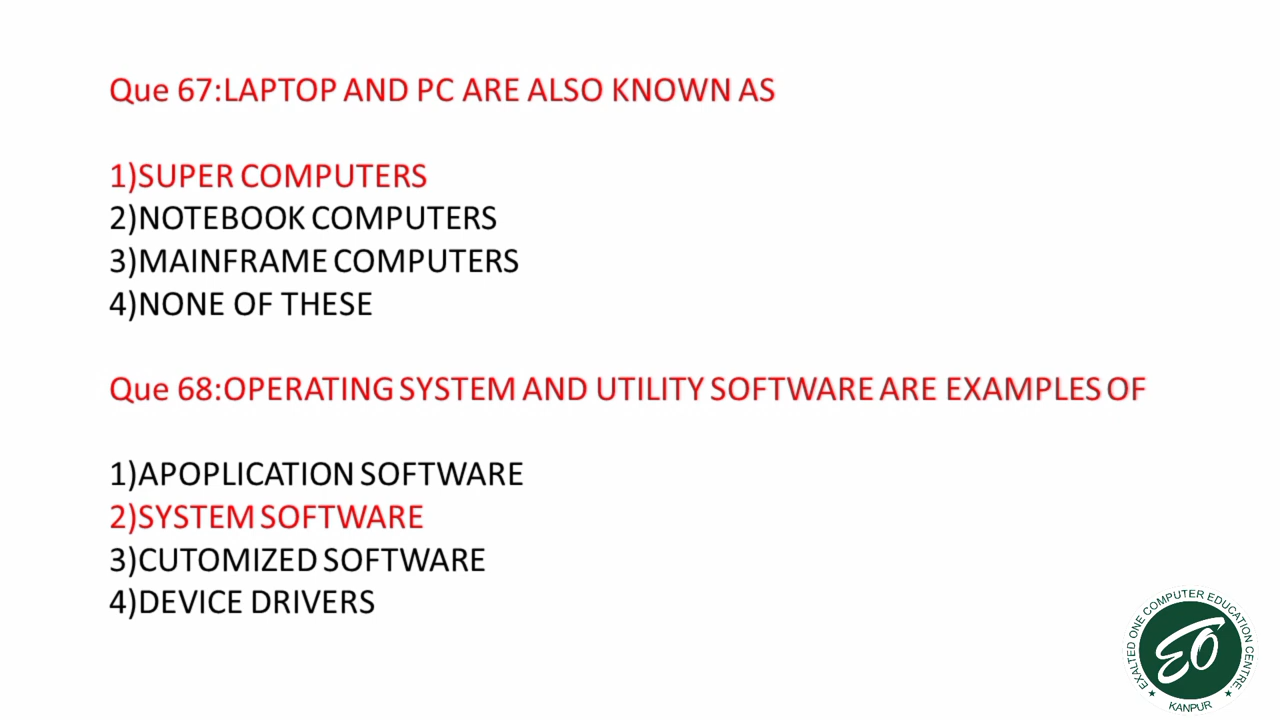 Que 67:LAPTOP AND PC ARE ALSO KNOWN AS
1)SUPER COMPUTERS
2)NOTEBOOK COMPUTERS
3)MAINFRAME COMPUTERS
4)NONE OF THESE
Que 68:OPERATING SYSTEM AND UTILITY SOFTWARE ARE EXAMPLES OF
1)APOPLICATION SOFTWARE
2)SYSTEM SOFTWARE
3)CUTOMIZED SOFTWARE
4)DEVICE DRIVERS
EXALTED ONE COMPUTER EDUCATION CENTRE,
EO
KANPUR